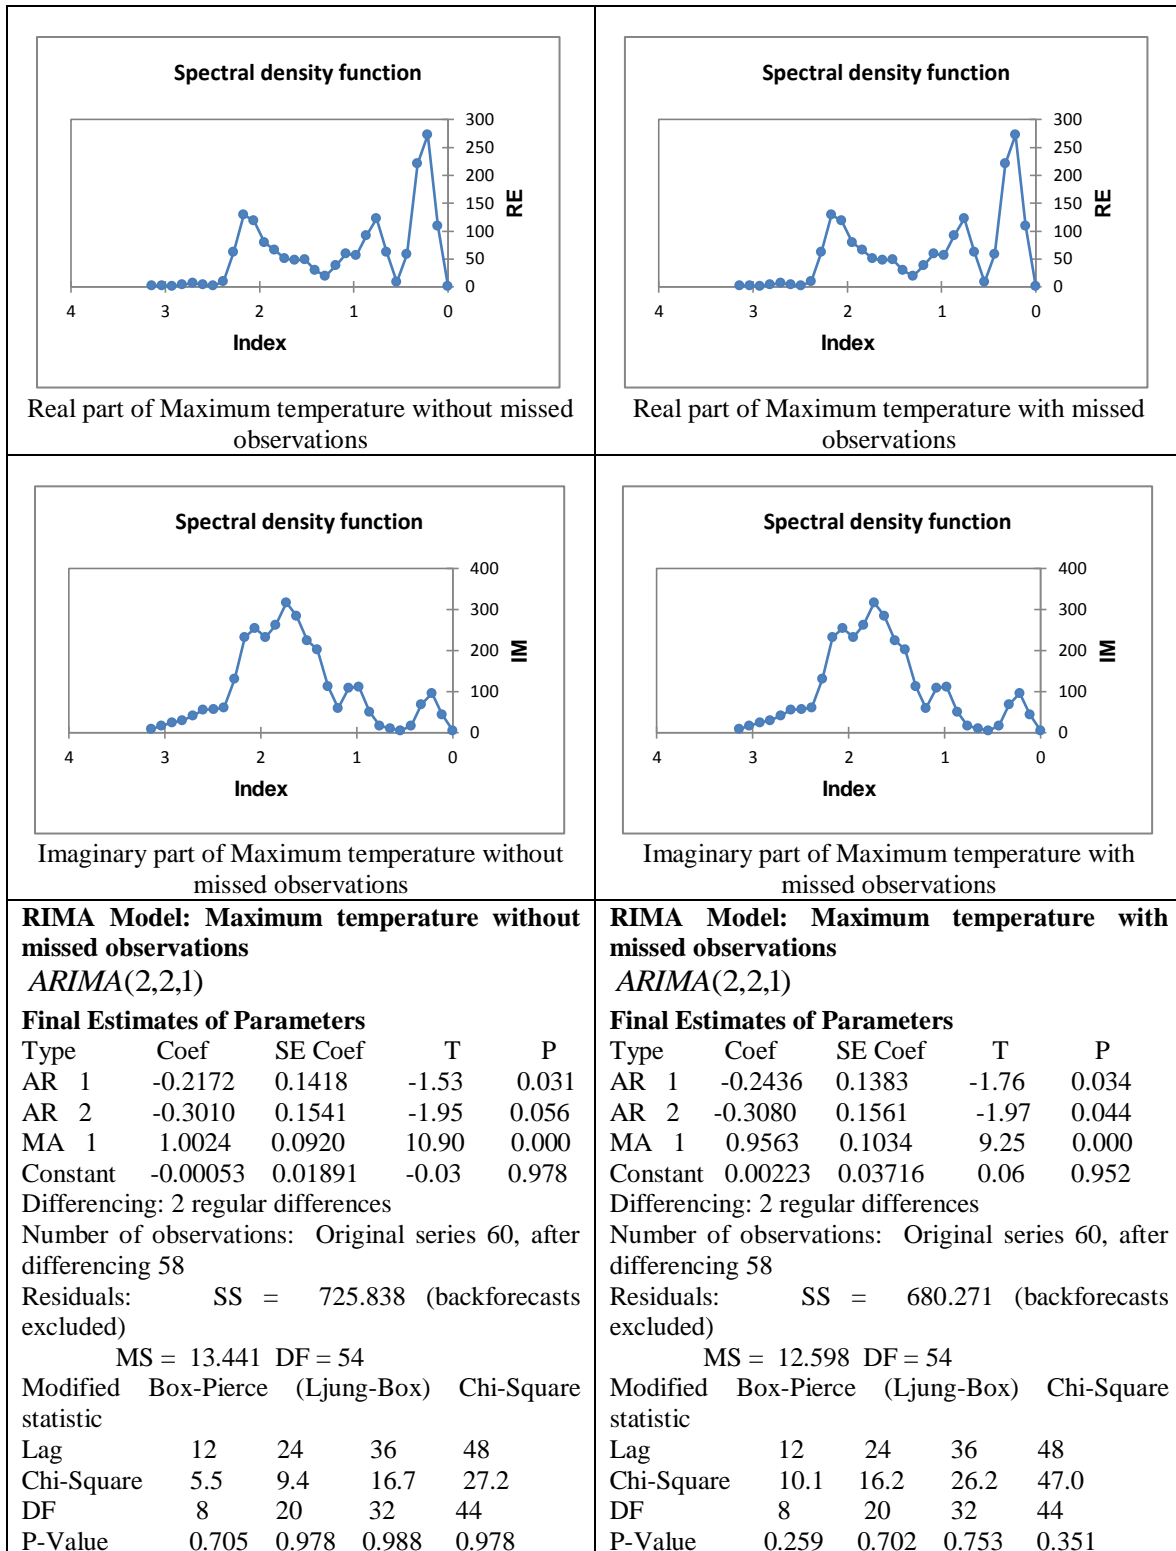 Spectral density function
300
250
200
150
100
50
0
RE
4 3 2 1 0
Index
Real part of Maximum temperature without missed
observations
Spectral density function
300
250
200
150
100
50
0
RE
4 3 2 1 0
Index
Real part of Maximum temperature with missed
observations
Spectral density function
400
300
200
100
0
IM
4 3 2 1 0
Index
Imaginary part of Maximum temperature without
missed observations
Spectral density function
400
300
200
100
0
IM
4 3 2 1 0
Index
Imaginary part of Maximum temperature with
missed observations
RIMA Model: Maximum temperature without
missed observations
ARIMA(2,2,1)
Final Estimates of Parameters
Type Coef SE Coef T P
AR 1 -0.2172 0.1418 -1.53 0.031
AR 2 -0.3010 0.1541 -1.95 0.056
MA 1 1.0024 0.0920 10.90 0.000
Constant -0.00053 0.01891 -0.03 0.978
Differencing: 2 regular differences
Number of observations: Original series 60, after
differencing 58
Residuals: SS = 725.838 (backforecasts
excluded)
MS = 13.441 DF = 54
Modified Box-Pierce (Ljung-Box) Chi-Square
statistic
Lag 12 24 36 48
Chi-Square 5.5 9.4 16.7 27.2
DF 8 20 32 44
P-Value 0.705 0.978 0.988 0.978
RIMA Model: Maximum temperature with
missed observations
ARIMA(2,2,1)
Final Estimates of Parameters
Type Coef SE Coef T P
AR 1 -0.2436 0.1383 -1.76 0.034
AR 2 -0.3080 0.1561 -1.97 0.044
MA 1 0.9563 0.1034 9.25 0.000
Constant 0.00223 0.03716 0.06 0.952
Differencing: 2 regular differences
Number of observations: Original series 60, after
differencing 58
Residuals: SS = 680.271 (backforecasts
excluded)
MS = 12.598 DF = 54
Modified Box-Pierce (Ljung-Box) Chi-Square
statistic
Lag 12 24 36 48
Chi-Square 10.1 16.2 26.2 47.0
DF 8 20 32 44
P-Value 0.259 0.702 0.753 0.351